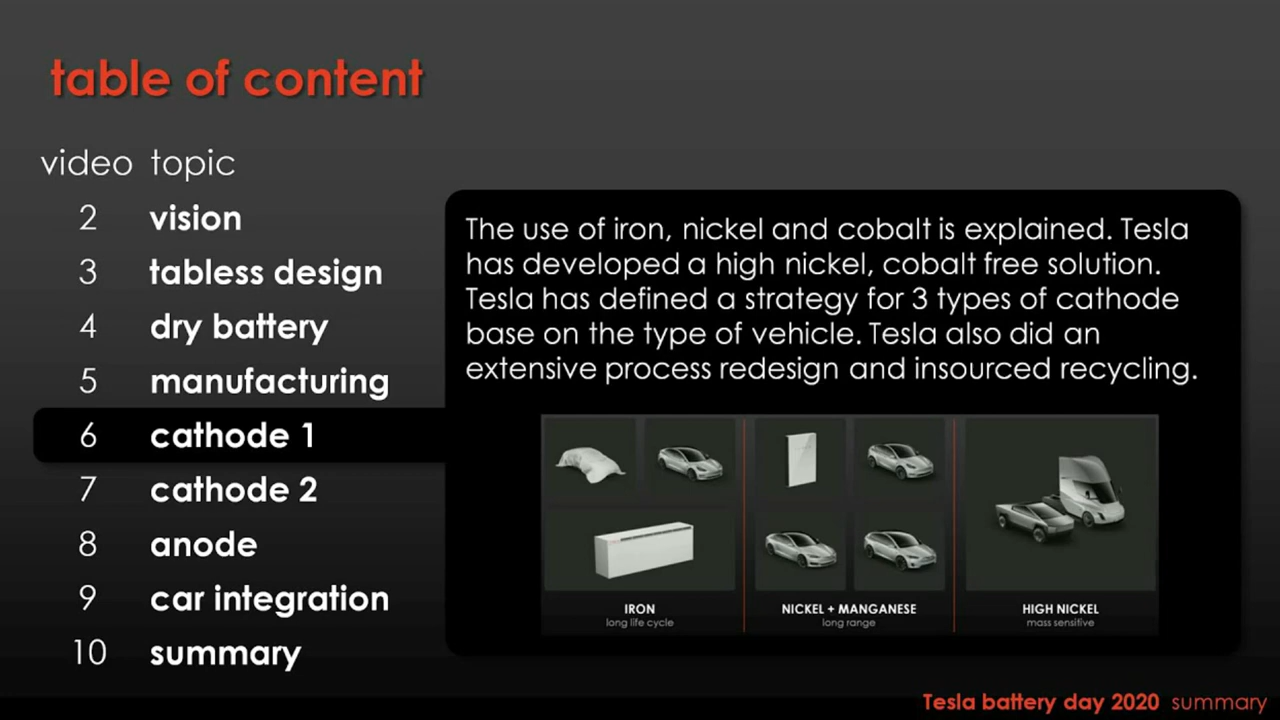 table of content
video topic
2 vision
3 tabless design
4 dry battery
5 manufacturing
6 cathode 1
7 cathode 2
8 anode
9 car integration
10 summary
The use of iron, nickel and cobalt is explained. Tesla
has developed a high nickel, cobalt free solution.
Tesla has defined a strategy for 3 types of cathode
base on the type of vehicle. Tesla also did an
extensive process redesign and insourced recycling.
IRON
long life cycle
NICKEL + MANGANESE
long range
HIGH NICKEL
mass sensitive
Tesla battery day 2020 summary